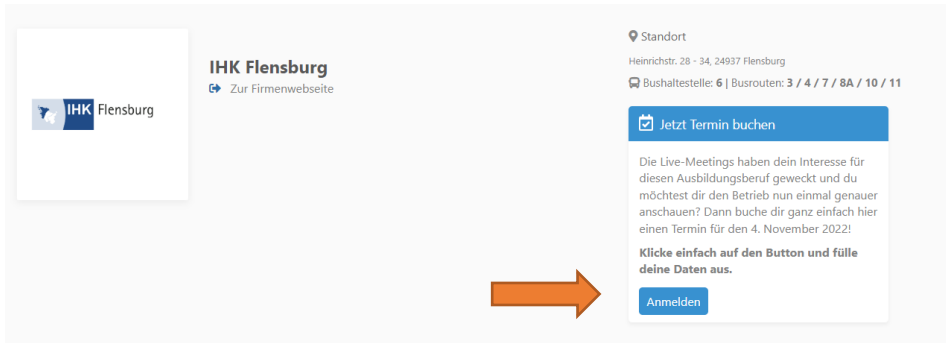 IHK Flensburg
IHK Flensburg
Zur Firmenwebseite
Standort
Heinrichstr. 28 - 34, 24937 Flensburg
Bushaltestelle: 6 | Busrouten: 3 / 4 / 7 / 8A / 10 / 11
Jetzt Termin buchen
Die Live-Meetings haben dein Interesse für
diesen Ausbildungsberuf geweckt und du
möchtest dir den Betrieb nun einmal genauer
anschauen? Dann buche dir ganz einfach hier
einen Termin für den 4. November 2022!
Klicke einfach auf den Button und fülle
deine Daten aus.
Anmelden